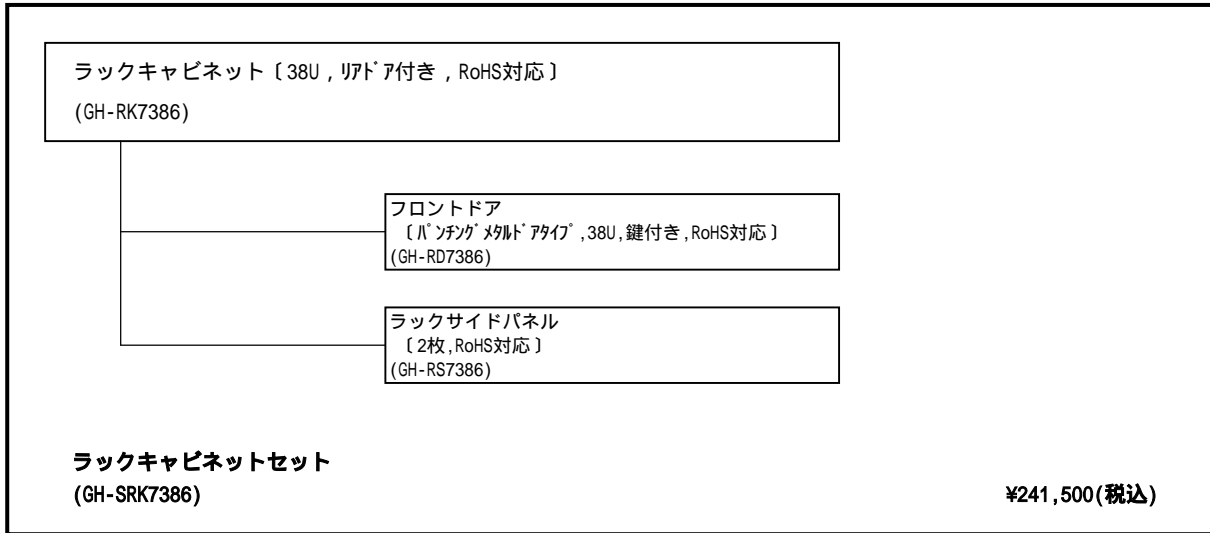 ラックキャビネット〔38U，ﾘｱﾄﾞｱ付き，RoHS対応〕
(GH-RK7386)
フロントドア
〔ﾊﾟﾝﾁﾝｸﾞﾒﾀﾙﾄﾞｱﾀｲﾌﾟ,38U,鍵付き,RoHS対応〕
(GH-RD7386)
ラックサイドパネル
〔2枚,RoHS対応〕
(GH-RS7386)
ラックキャビネットセット
(GH-SRK7386) ¥241,500(税込)